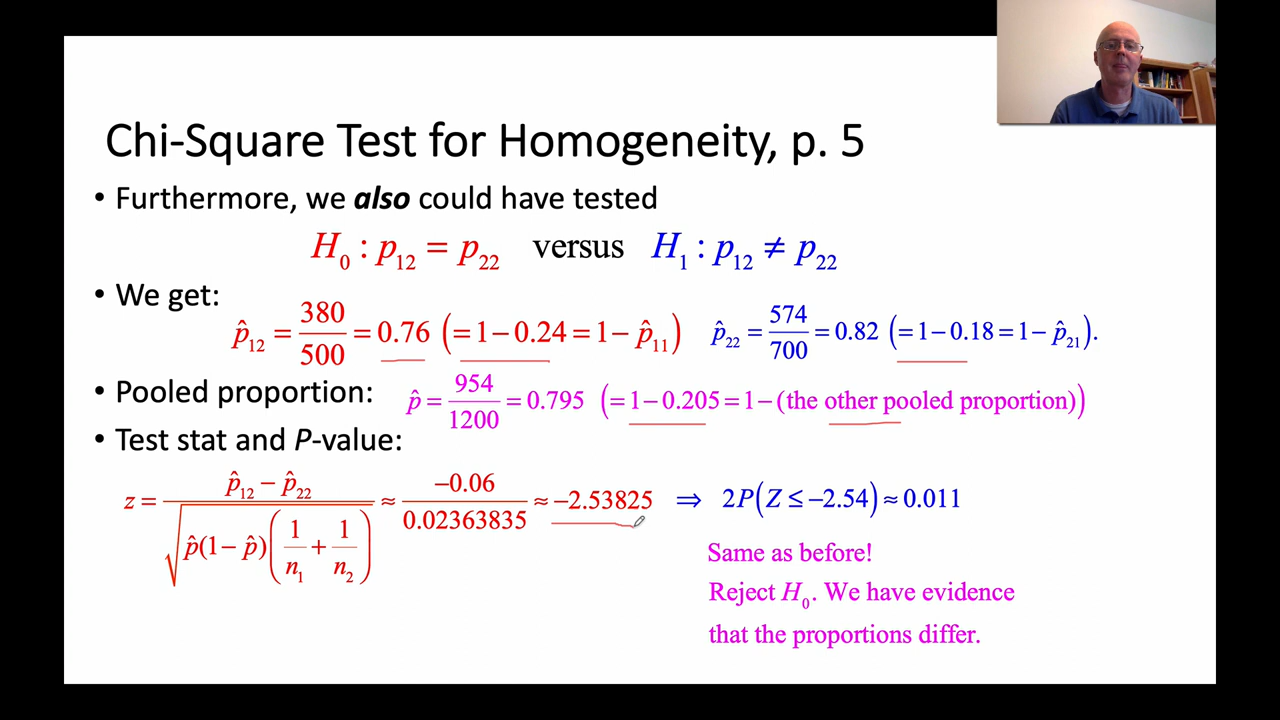 Chi-Square Test for Homogeneity, p. 5
• Furthermore, we also could have tested
H₀ : p₁₂ = p₂₂ versus H₁ : p₁₂ ≠ p₂₂
• We get:
p̂₁₂ = 380/500 = 0.76 (= 1 − 0.24 = 1 − p̂₁₁) p̂₂₂ = 574/700 = 0.82 (= 1 − 0.18 = 1 − p̂₂₁).
• Pooled proportion: p̂ = 954/1200 = 0.795 (= 1 − 0.205 = 1 − (the other pooled proportion))
• Test stat and P-value:
z = (p̂₁₂ − p̂₂₂)/√(p̂(1 − p̂)(1/n₁ + 1/n₂)) ≈ −0.06/0.02363835 ≈ −2.53825 ⇒ 2P(Z ≤ −2.54) ≈ 0.011
Same as before!
Reject H₀. We have evidence
that the proportions differ.